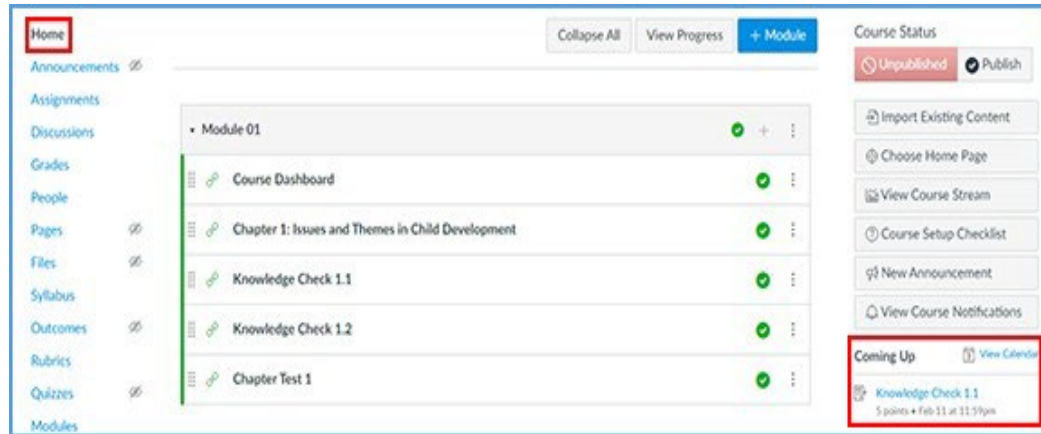 Home
Announcements
Assignments
Discussions
Grades
People
Pages
Files
Syllabus
Outcomes
Rubrics
Quizzes
Modules
Collapse All
View Progress
+ Module
Module 01
Course Dashboard
Chapter 1: Issues and Themes in Child Development
Knowledge Check 1.1
Knowledge Check 1.2
Chapter Test 1
Course Status
Unpublished
Publish
Import Existing Content
Choose Home Page
View Course Stream
Course Setup Checklist
New Announcement
View Course Notifications
Coming Up
View Calendar
Knowledge Check 1.1
5 points • Feb 11 at 11:59pm